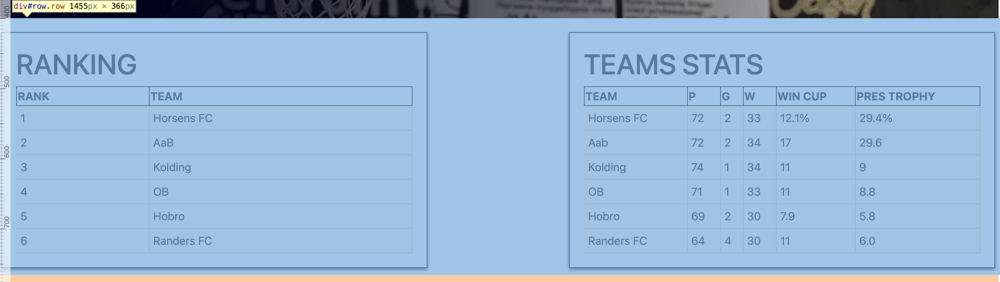 div#row.row 1455px × 366px
400
RANKING
RANK TEAM
1 Horsens FC
2 AaB
3 Kolding
4 OB
5 Hobro
6 Randers FC
TEAMS STATS
TEAM P G W WIN CUP PRES TROPHY
Horsens FC 72 2 33 12.1% 29.4%
Aab 72 2 34 17 29.6
Kolding 74 1 34 11 9
OB 71 1 33 11 8.8
Hobro 69 2 30 7.9 5.8
Randers FC 64 4 30 11 6.0
500
600
700